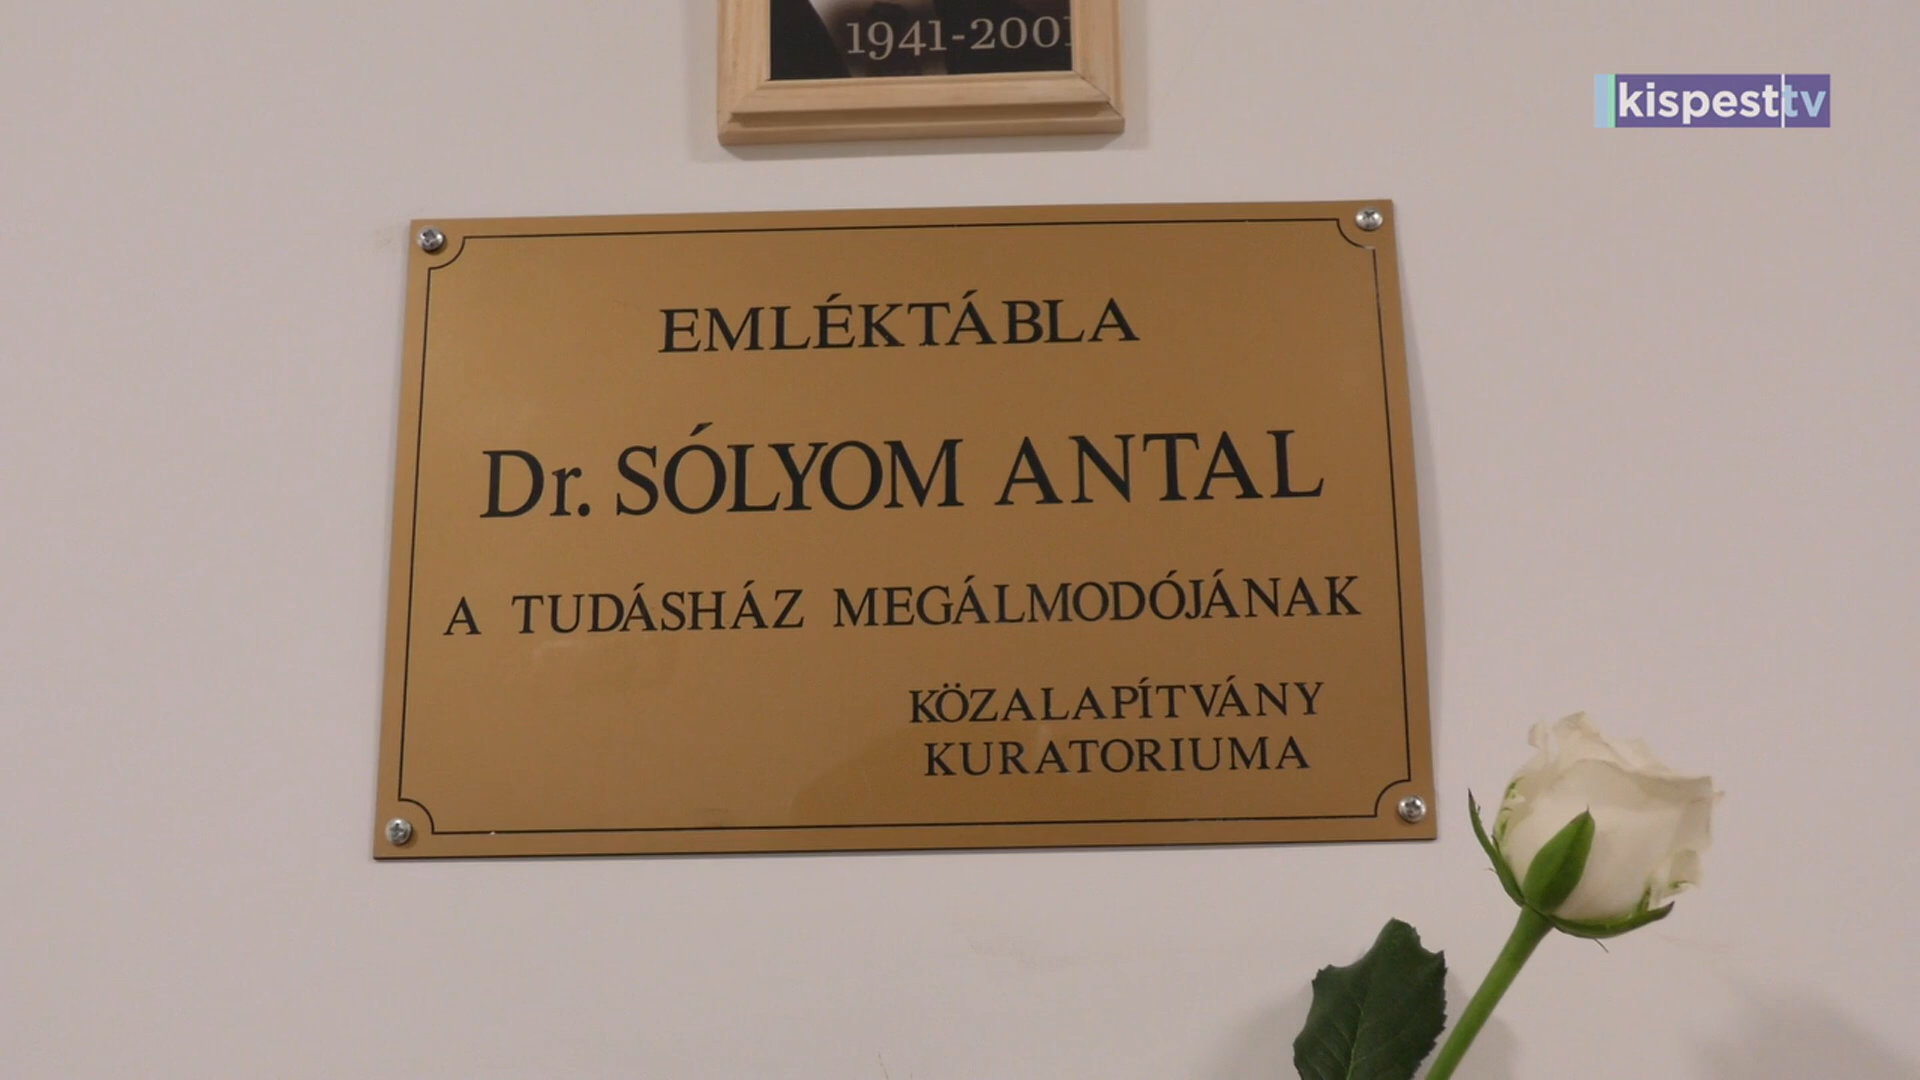 1941-2001
kispesttv
EMLÉKTÁBLA
Dr. SÓLYOM ANTAL
A TUDÁSHÁZ MEGÁLMODÓJÁNAK
KÖZALAPÍTVÁNY
KURATORIUMA